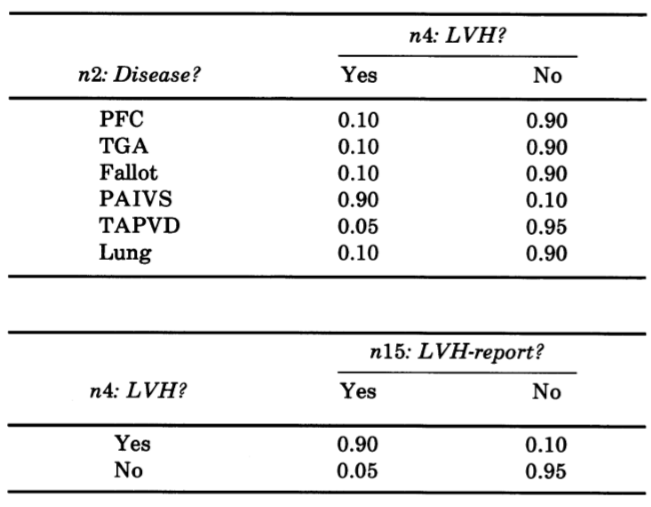 n4: LVH?
n2: Disease? Yes No
PFC 0.10 0.90
TGA 0.10 0.90
Fallot 0.10 0.90
PAIVS 0.90 0.10
TAPVD 0.05 0.95
Lung 0.10 0.90
n15: LVH-report?
n4: LVH? Yes No
Yes 0.90 0.10
No 0.05 0.95